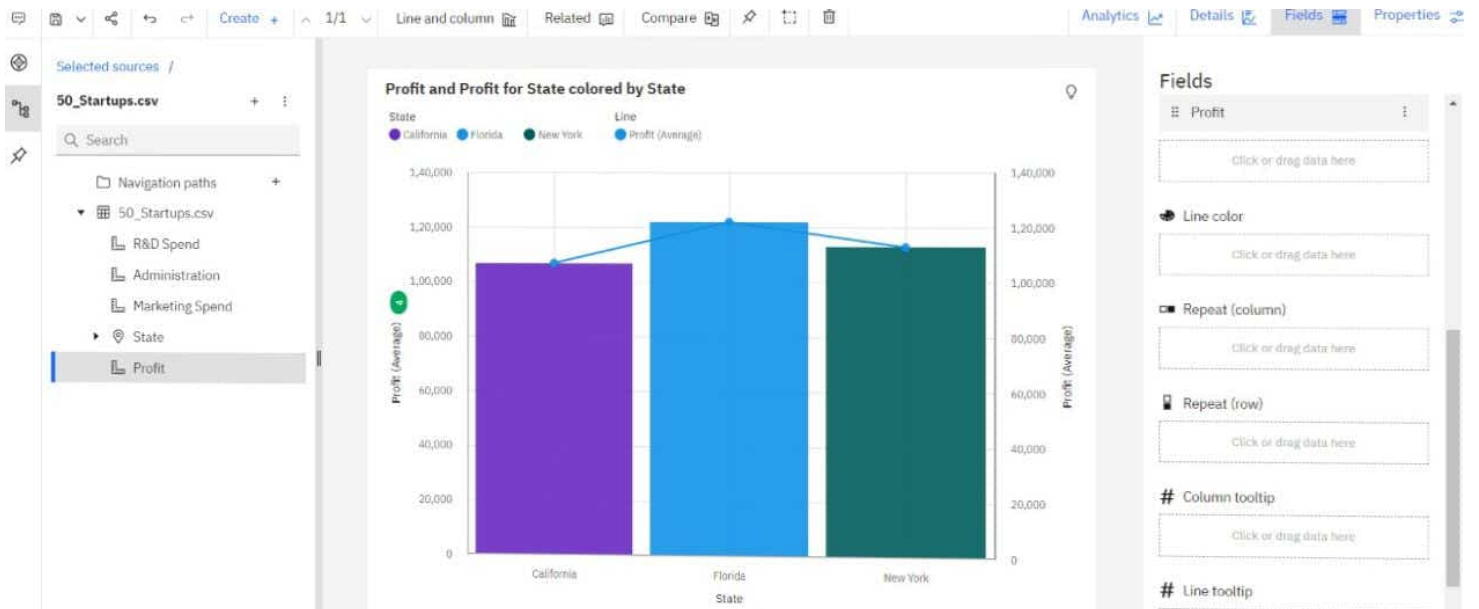 Create +
1/1
Line and column
Related
Compare
Analytics
Details
Fields
Properties
Selected sources /
50_Startups.csv
Search
Navigation paths
50_Startups.csv
R&D Spend
Administration
Marketing Spend
State
Profit
Profit and Profit for State colored by State
State
California
Florida
New York
Line
Profit (Average)
1,40,000
1,20,000
1,00,000
80,000
60,000
40,000
20,000
0
Profit (Average)
California
Florida
New York
State
1,40,000
1,20,000
1,00,000
80,000
60,000
40,000
20,000
0
Profit (Average)
Fields
Profit
Click or drag data here
Line color
Click or drag data here
Repeat (column)
Click or drag data here
Repeat (row)
Click or drag data here
# Column tooltip
Click or drag data here
# Line tooltip